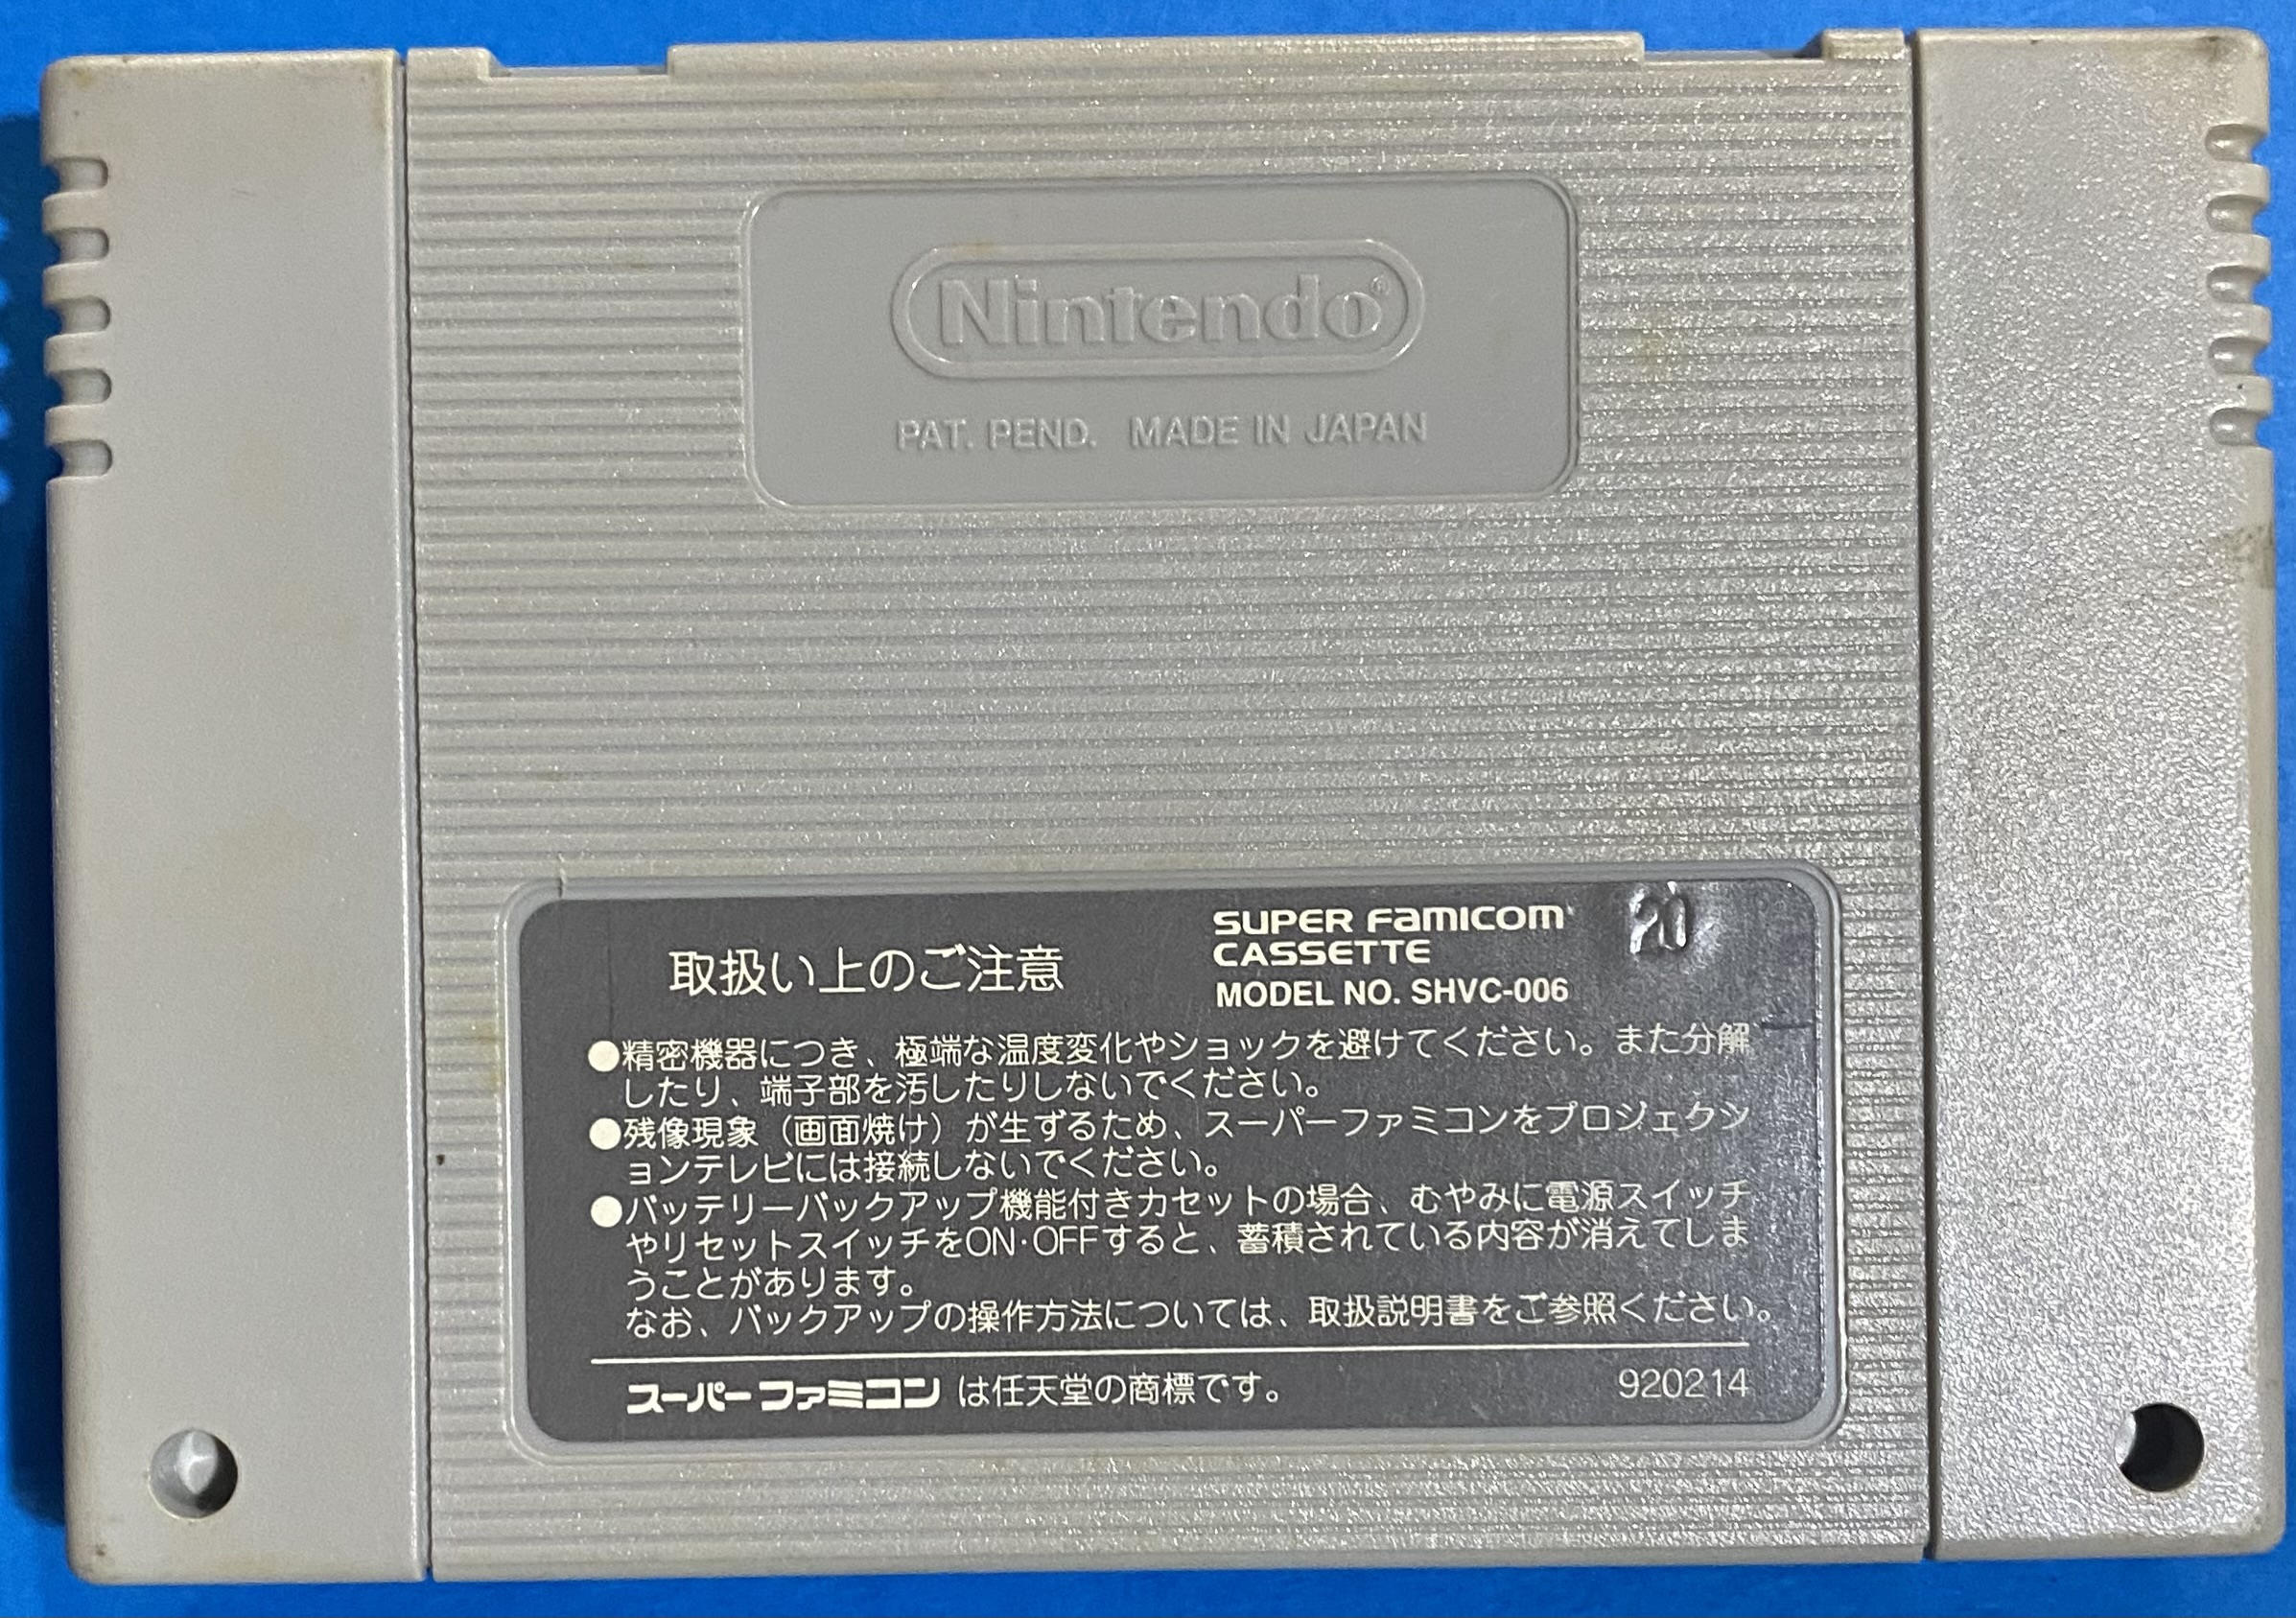 Nintendo®
PAT. PEND. MADE IN JAPAN
取扱い上のご注意
SUPER FAMICOM
CASSETTE
MODEL NO. SHVC-006
20
●精密機器につき、極端な温度変化やショックを避けてください。また分解
したり、端子部を汚したりしないでください。
●残像現象（画面焼け）が生ずるため、スーパーファミコンをプロジェクシ
ョンテレビには接続しないでください。
●バッテリーバックアップ機能付きカセットの場合、むやみに電源スイッチ
やリセットスイッチをON·OFFすると、蓄積されている内容が消えてしま
うことがあります。
なお、バックアップの操作方法については、取扱説明書をご参照ください。
スーパーファミコン は任天堂の商標です。
920214